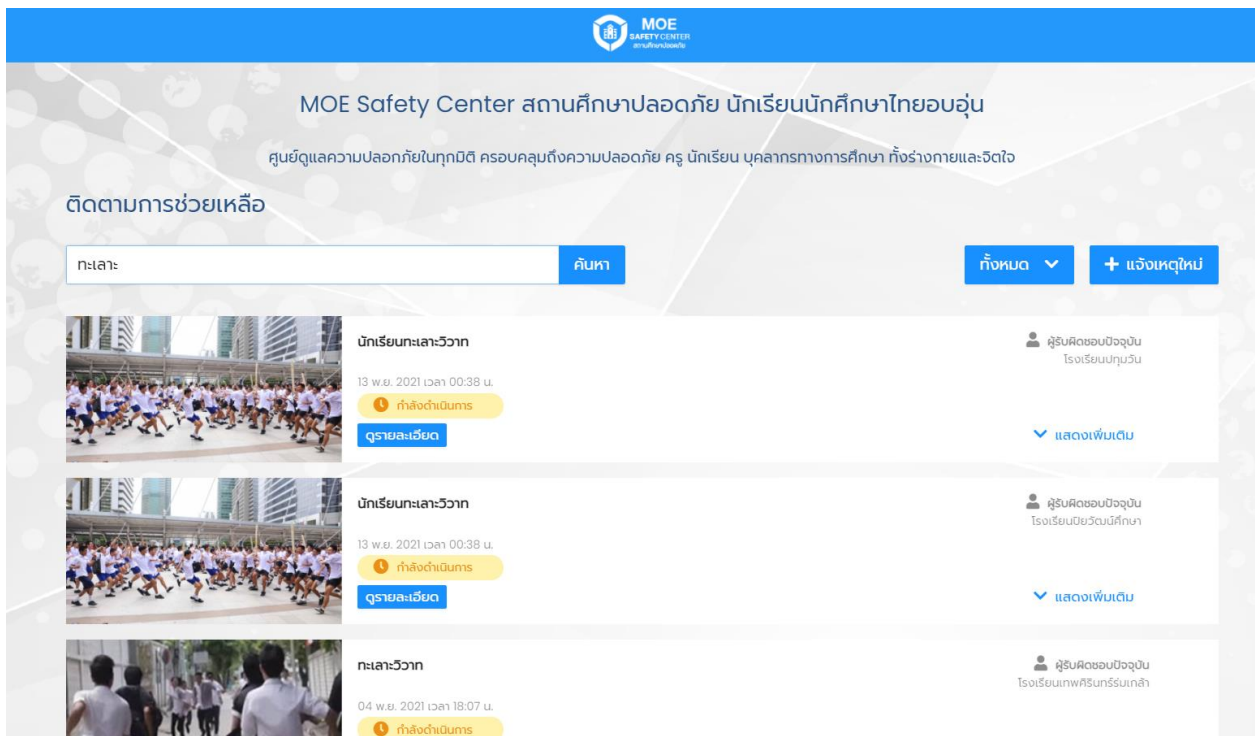 MOE
SAFETY CENTER
สถานศึกษาปลอดภัย
MOE Safety Center สถานศึกษาปลอดภัย นักเรียนนักศึกษาไทยอบอุ่น
ศูนย์ดูแลความปลอกภัยในทุกมิติ ครอบคลุมถึงความปลอดภัย ครู นักเรียน บุคลากรทางการศึกษา ทั้งร่างกายและจิตใจ
ติดตามการช่วยเหลือ
ทะเลาะ
ค้นหา
ทั้งหมด
+ แจ้งเหตุใหม่
นักเรียนทะเลาะวิวาท
ผู้รับผิดชอบปัจจุบัน
โรงเรียนปทุมวัน
13 พ.ย. 2021 เวลา 00:38 น.
กำลังดำเนินการ
ดูรายละเอียด
แสดงเพิ่มเติม
นักเรียนทะเลาะวิวาท
ผู้รับผิดชอบปัจจุบัน
โรงเรียนปิยวัฒน์ศึกษา
13 พ.ย. 2021 เวลา 00:38 น.
กำลังดำเนินการ
ดูรายละเอียด
แสดงเพิ่มเติม
ทะเลาะวิวาท
ผู้รับผิดชอบปัจจุบัน
โรงเรียนเทพศิรินทร์ร่มเกล้า
04 พ.ย. 2021 เวลา 18:07 น.
กำลังดำเนินการ